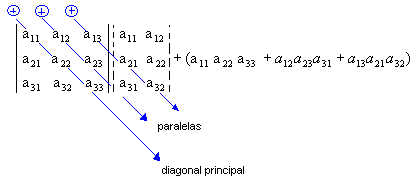 + + +
a11 a12 a13 a11 a12
a21 a22 a23 a21 a22 + (a11 a22 a33 + a12a23a31 + a13a21a32)
a31 a32 a33 a31 a32
paralelas
diagonal principal